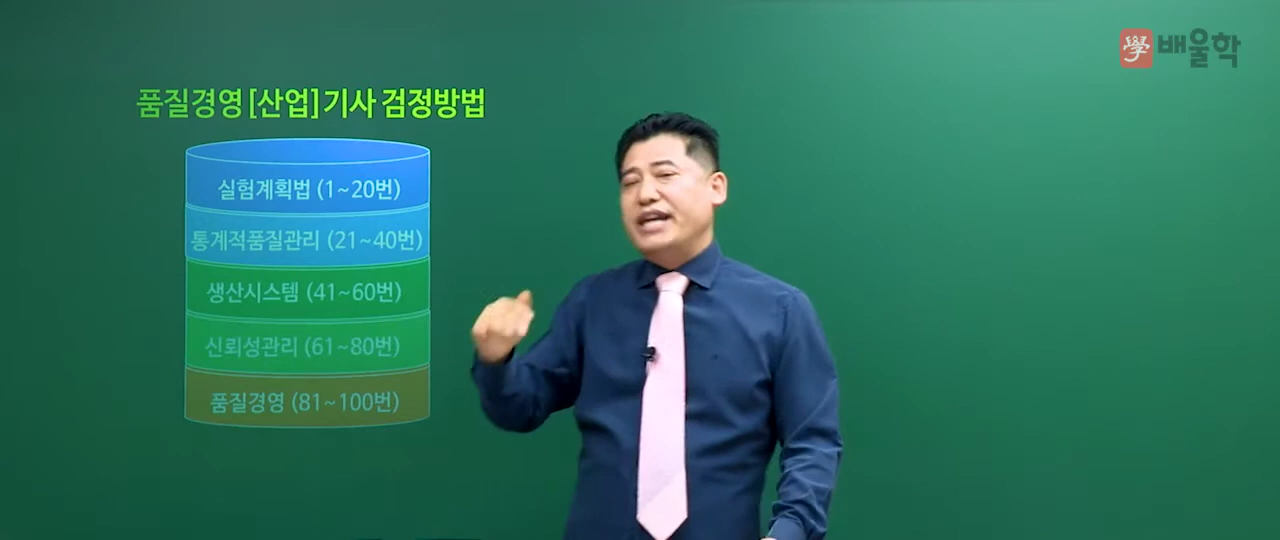 學 배울학
품질경영 [산업] 기사 검정방법
실험계획법 (1~20번)
통계적품질관리 (21~40번)
생산시스템 (41~60번)
신뢰성관리 (61~80번)
품질경영 (81~100번)